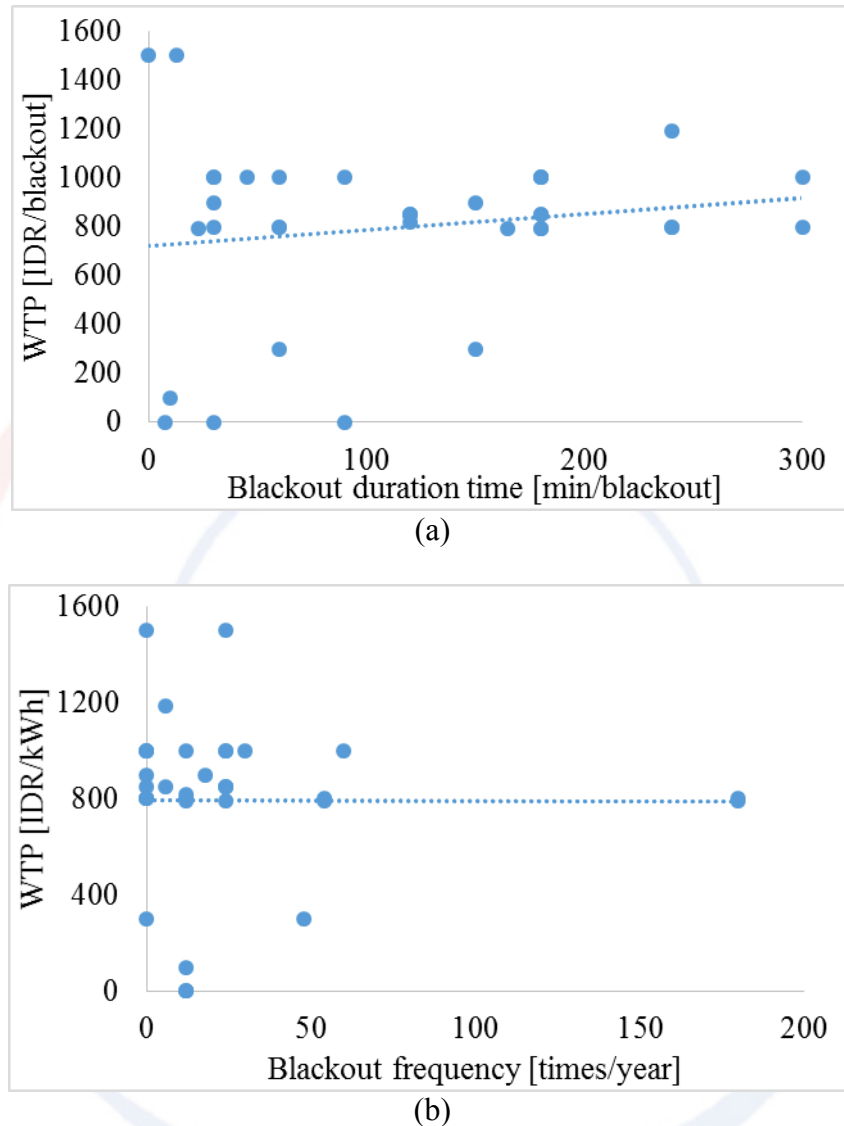 1600
1400
1200
1000
800
600
400
200
0
WTP [IDR/blackout]
0 100 200 300
Blackout duration time [min/blackout]
(a)
1600
1200
800
400
0
WTP [IDR/kWh]
0 50 100 150 200
Blackout frequency [times/year]
(b)